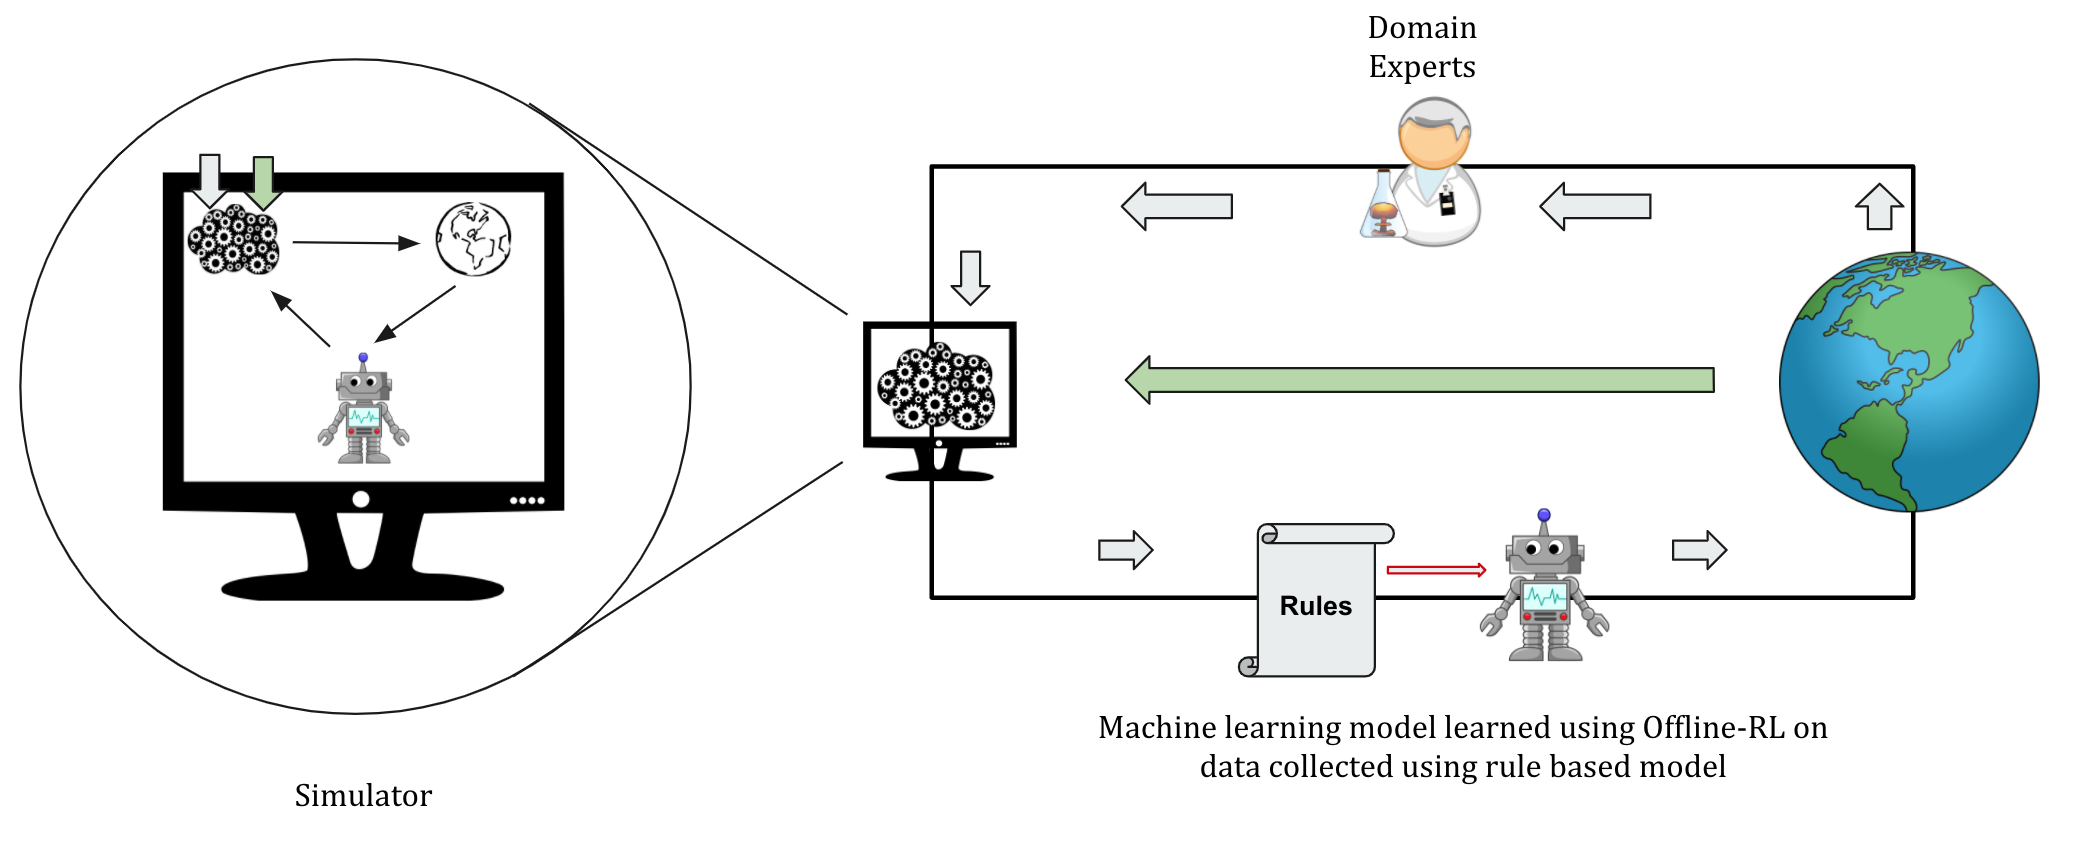 Domain
Experts
Rules
Machine learning model learned using Offline-RL on
data collected using rule based model
Simulator